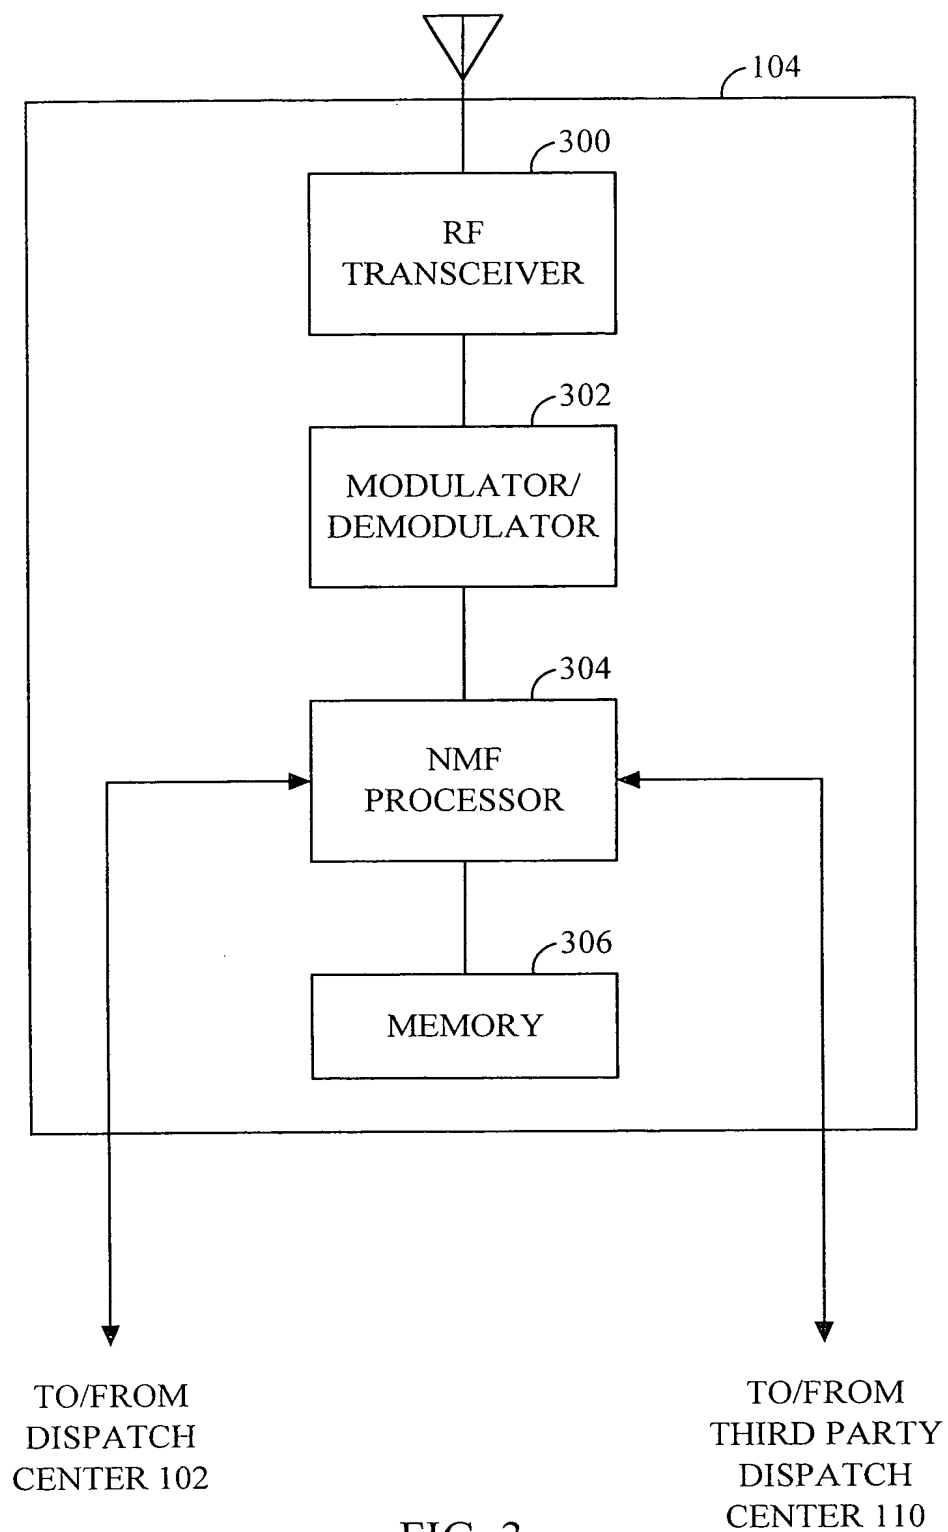 104
300
RF
TRANSCEIVER
302
MODULATOR/
DEMODULATOR
304
NMF
PROCESSOR
306
MEMORY
TO/FROM
DISPATCH
CENTER 102
TO/FROM
THIRD PARTY
DISPATCH
CENTER 110
FIG.